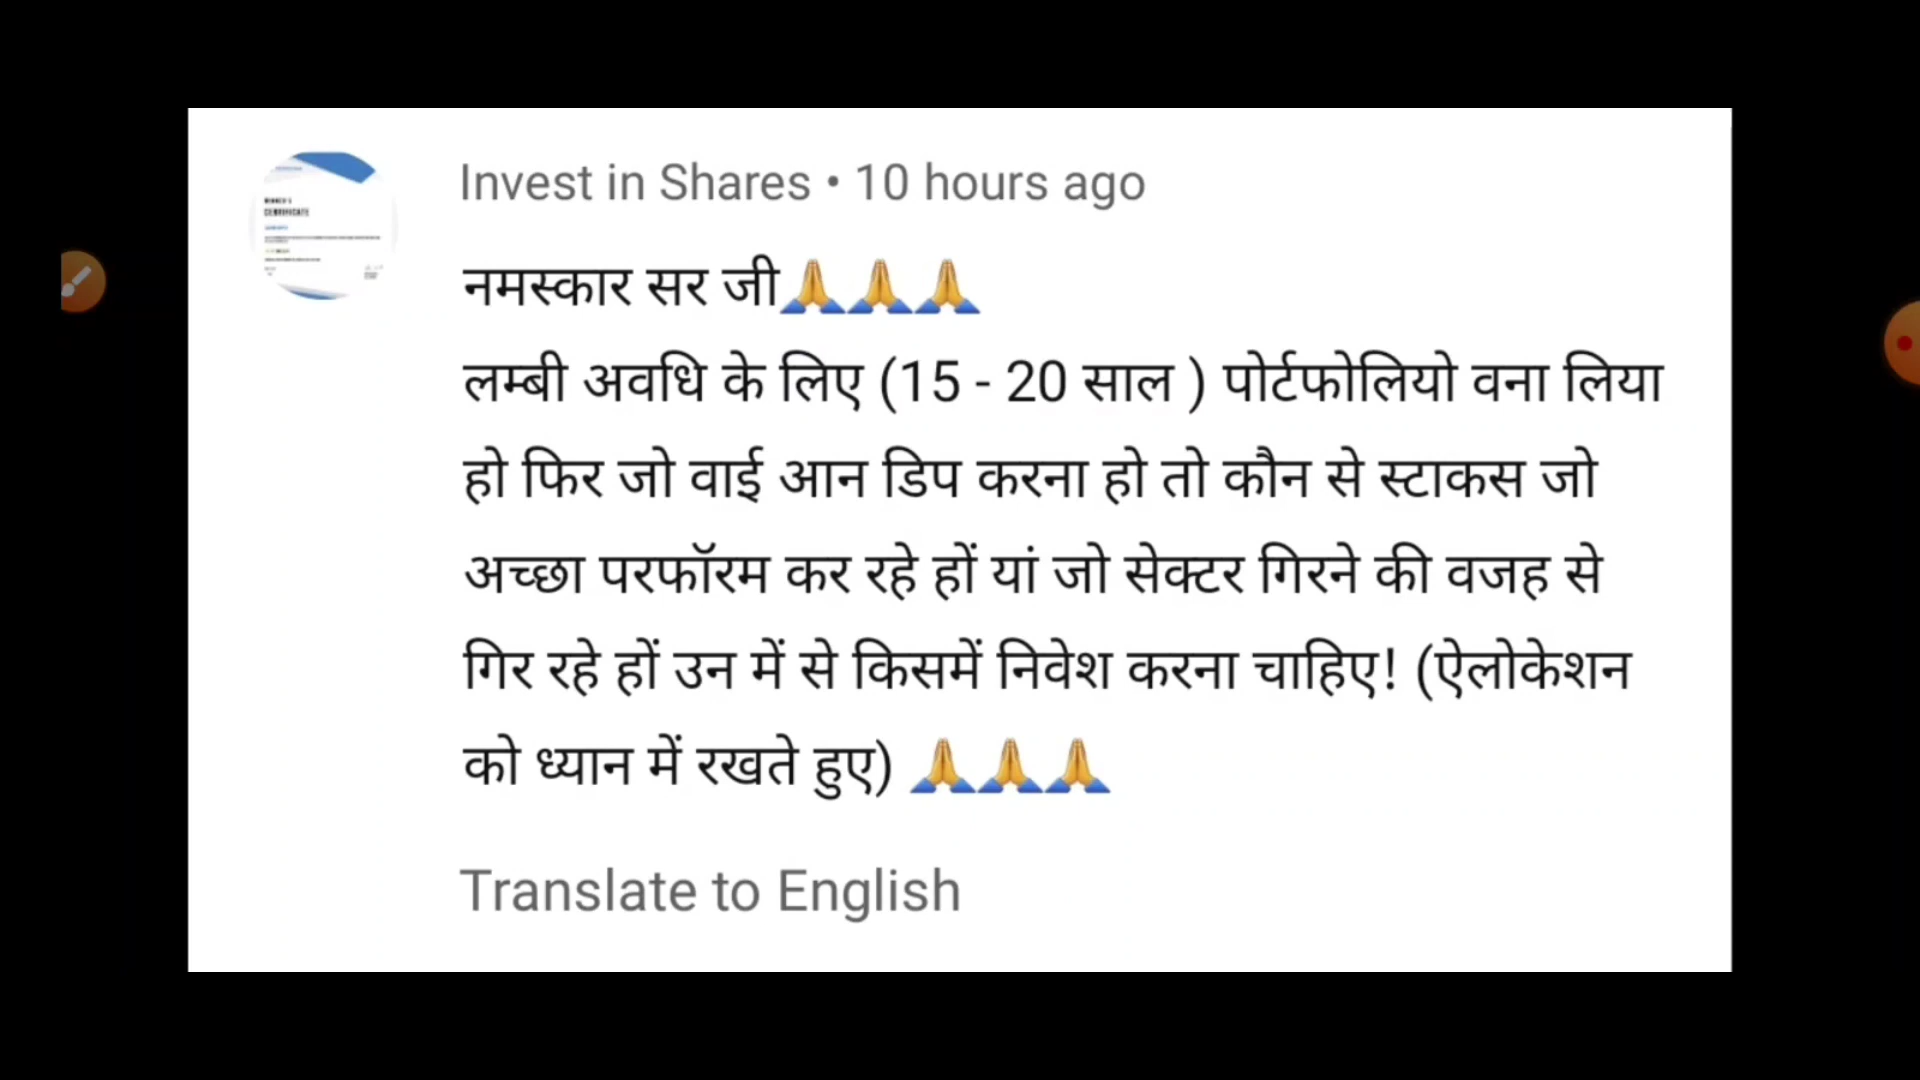 Invest in Shares • 10 hours ago
नमस्कार सर जी🙏🙏🙏
लम्बी अवधि के लिए (15 - 20 साल ) पोर्टफोलियो वना लिया
हो फिर जो वाई आन डिप करना हो तो कौन से स्टाकस जो
अच्छा परफॉरम कर रहे हों यां जो सेक्टर गिरने की वजह से
गिर रहे हों उन में से किसमें निवेश करना चाहिए! (ऐलोकेशन
को ध्यान में रखते हुए) 🙏🙏🙏
Translate to English